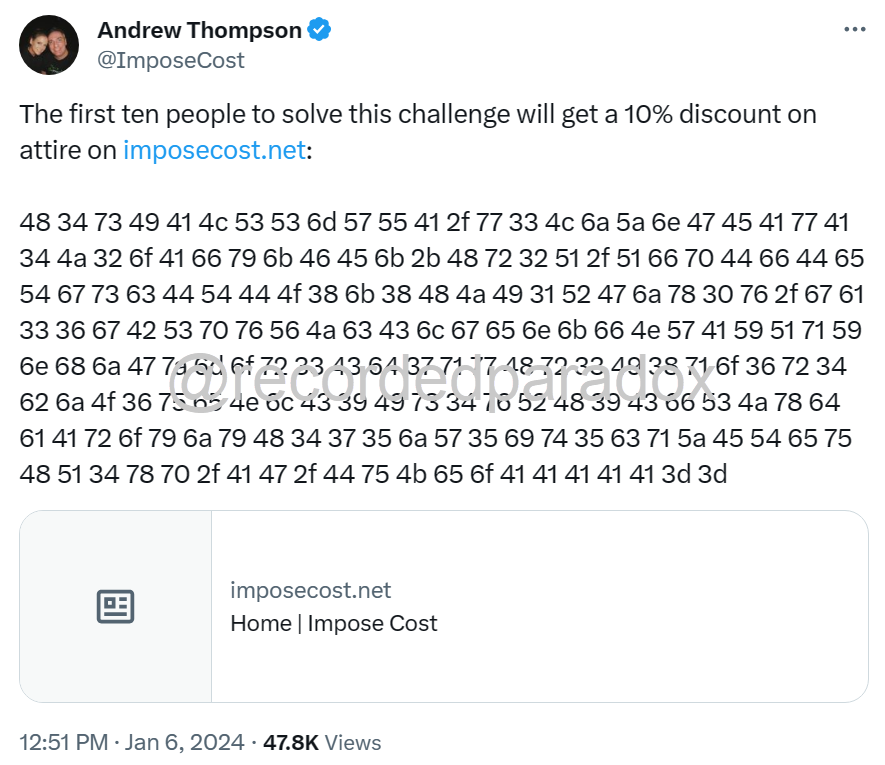 Andrew Thompson
@ImposeCost
The first ten people to solve this challenge will get a 10% discount on
attire on imposecost.net:
48 34 73 49 41 4c 53 53 6d 57 55 41 2f 77 33 4c 6a 5a 6e 47 45 41 77 41
34 4a 32 6f 41 66 79 6b 46 45 6b 2b 48 72 32 51 2f 51 66 70 44 66 44 65
54 67 73 63 44 54 44 4f 38 6b 38 48 4a 49 31 52 47 6a 78 30 76 2f 67 61
33 36 67 42 53 70 76 56 4a 63 43 6c 67 65 6e 6b 66 4e 57 41 59 51 71 59
6e 68 6a 47 7a 6d 6f 72 33 43 64 37 71 77 48 72 33 49 38 71 6f 36 72 34
62 6a 4f 36 75 65 4e 6c 43 39 49 73 34 76 52 48 39 43 66 53 4a 78 64
61 41 72 6f 79 6a 79 48 34 37 35 6a 57 35 69 74 35 63 71 5a 45 54 65 75
48 51 34 78 70 2f 41 47 2f 44 75 4b 65 6f 41 41 41 41 41 3d 3d
@recordedparadox
imposecost.net
Home | Impose Cost
12:51 PM · Jan 6, 2024 · 47.8K Views